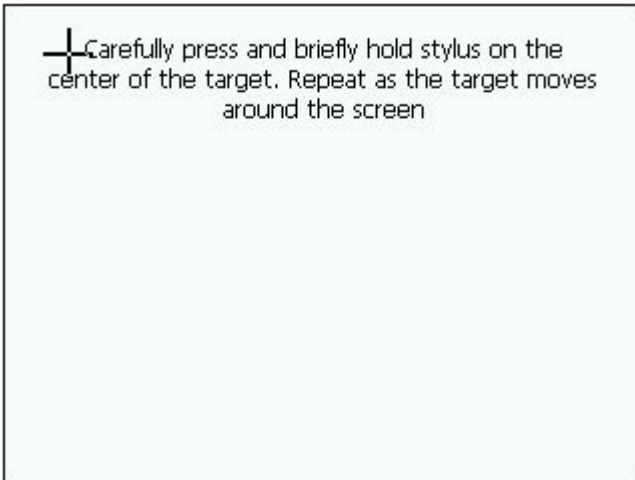 Carefully press and briefly hold stylus on the
center of the target. Repeat as the target moves
around the screen